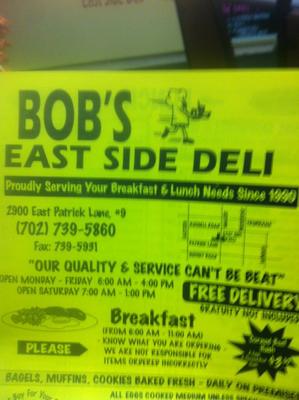 BOB'S
EAST SIDE DELI
Proudly Serving Your Breakfast & Lunch Needs Since 1990
2900 East Patrick Lane, #9
(702) 739-5860
Fax: 739-5931
"OUR QUALITY & SERVICE CAN'T BE BEAT"
OPEN MONDAY - FRIDAY 6:00 AM - 4:00 PM
OPEN SATURDAY 7:00 AM - 1:00 PM
FREE DELIVERY
GRATUITY NOT INCLUDED
Breakfast
(FROM 6:00 AM - 11:00 AM)
- KNOW WHAT YOU ARE ORDERING
WE ARE NOT RESPONSIBLE FOR
ITEMS ORDERED INCORRECTLY
PLEASE
BAGELS, MUFFINS, COOKIES BAKED FRESH - DAILY ON PREMISES
ALL EGGS COOKED MEDIUM UNLESS